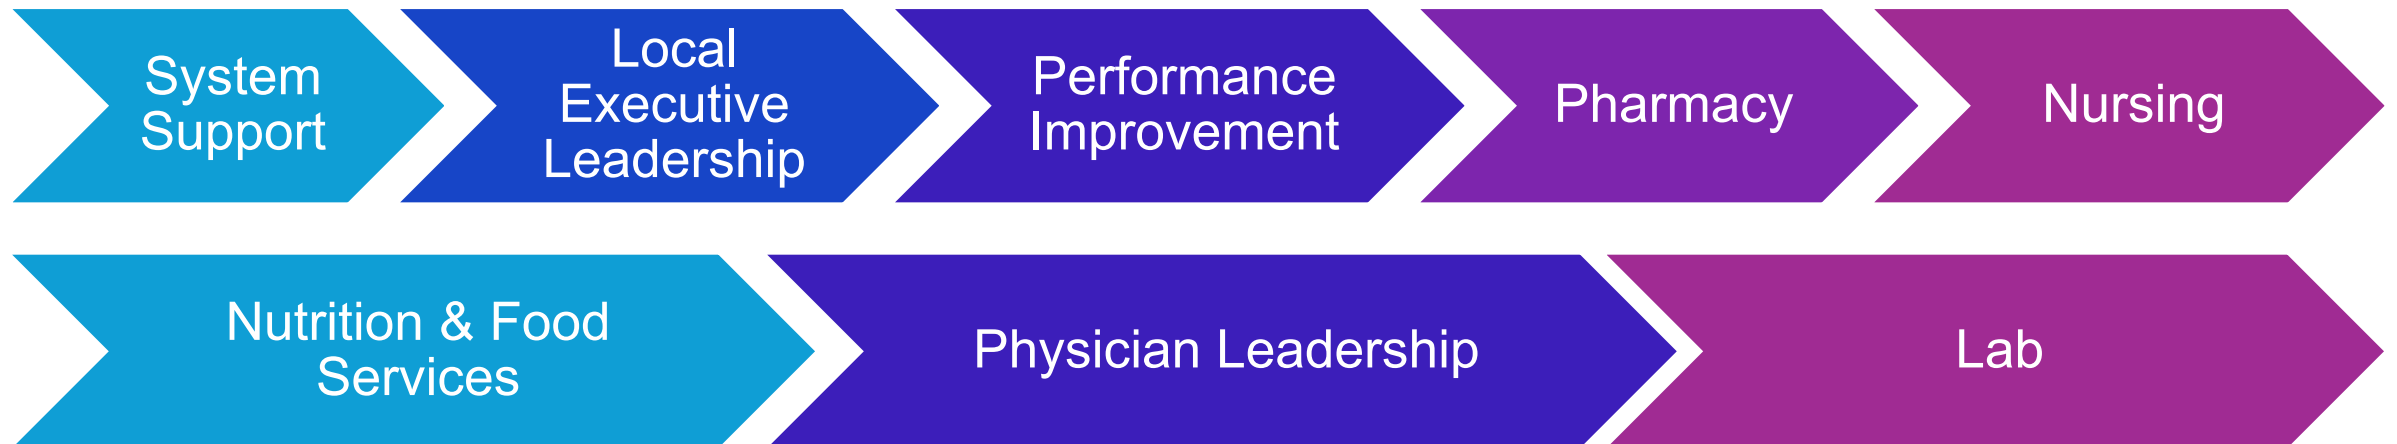 System
Support
Local
Executive
Leadership
Performance
Improvement
Pharmacy
Nursing
Nutrition & Food
Services
Physician Leadership
Lab